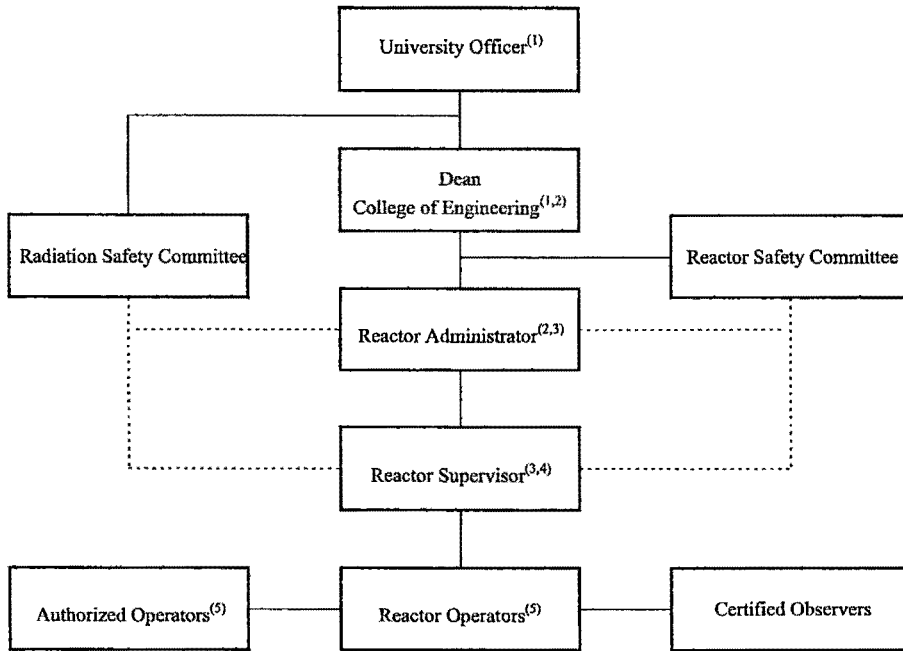 University Officer(1)
Dean
College of Engineering(1,2)
Radiation Safety Committee
Reactor Safety Committee
Reactor Administrator(2,3)
Reactor Supervisor(3,4)
Authorized Operators(5)
Reactor Operators(5)
Certified Observers